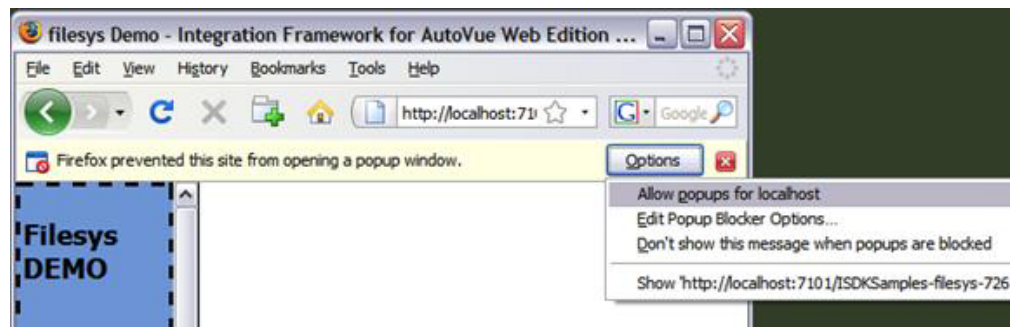 filesys Demo - Integration Framework for AutoVue Web Edition ...
File Edit View History Bookmarks Tools Help
http://localhost:71 G Google
Firefox prevented this site from opening a popup window. Options
Allow popups for localhost
Edit Popup Blocker Options...
Don't show this message when popups are blocked
Show 'http://localhost:7101/ISDKSamples-filesys-726
Filesys
DEMO